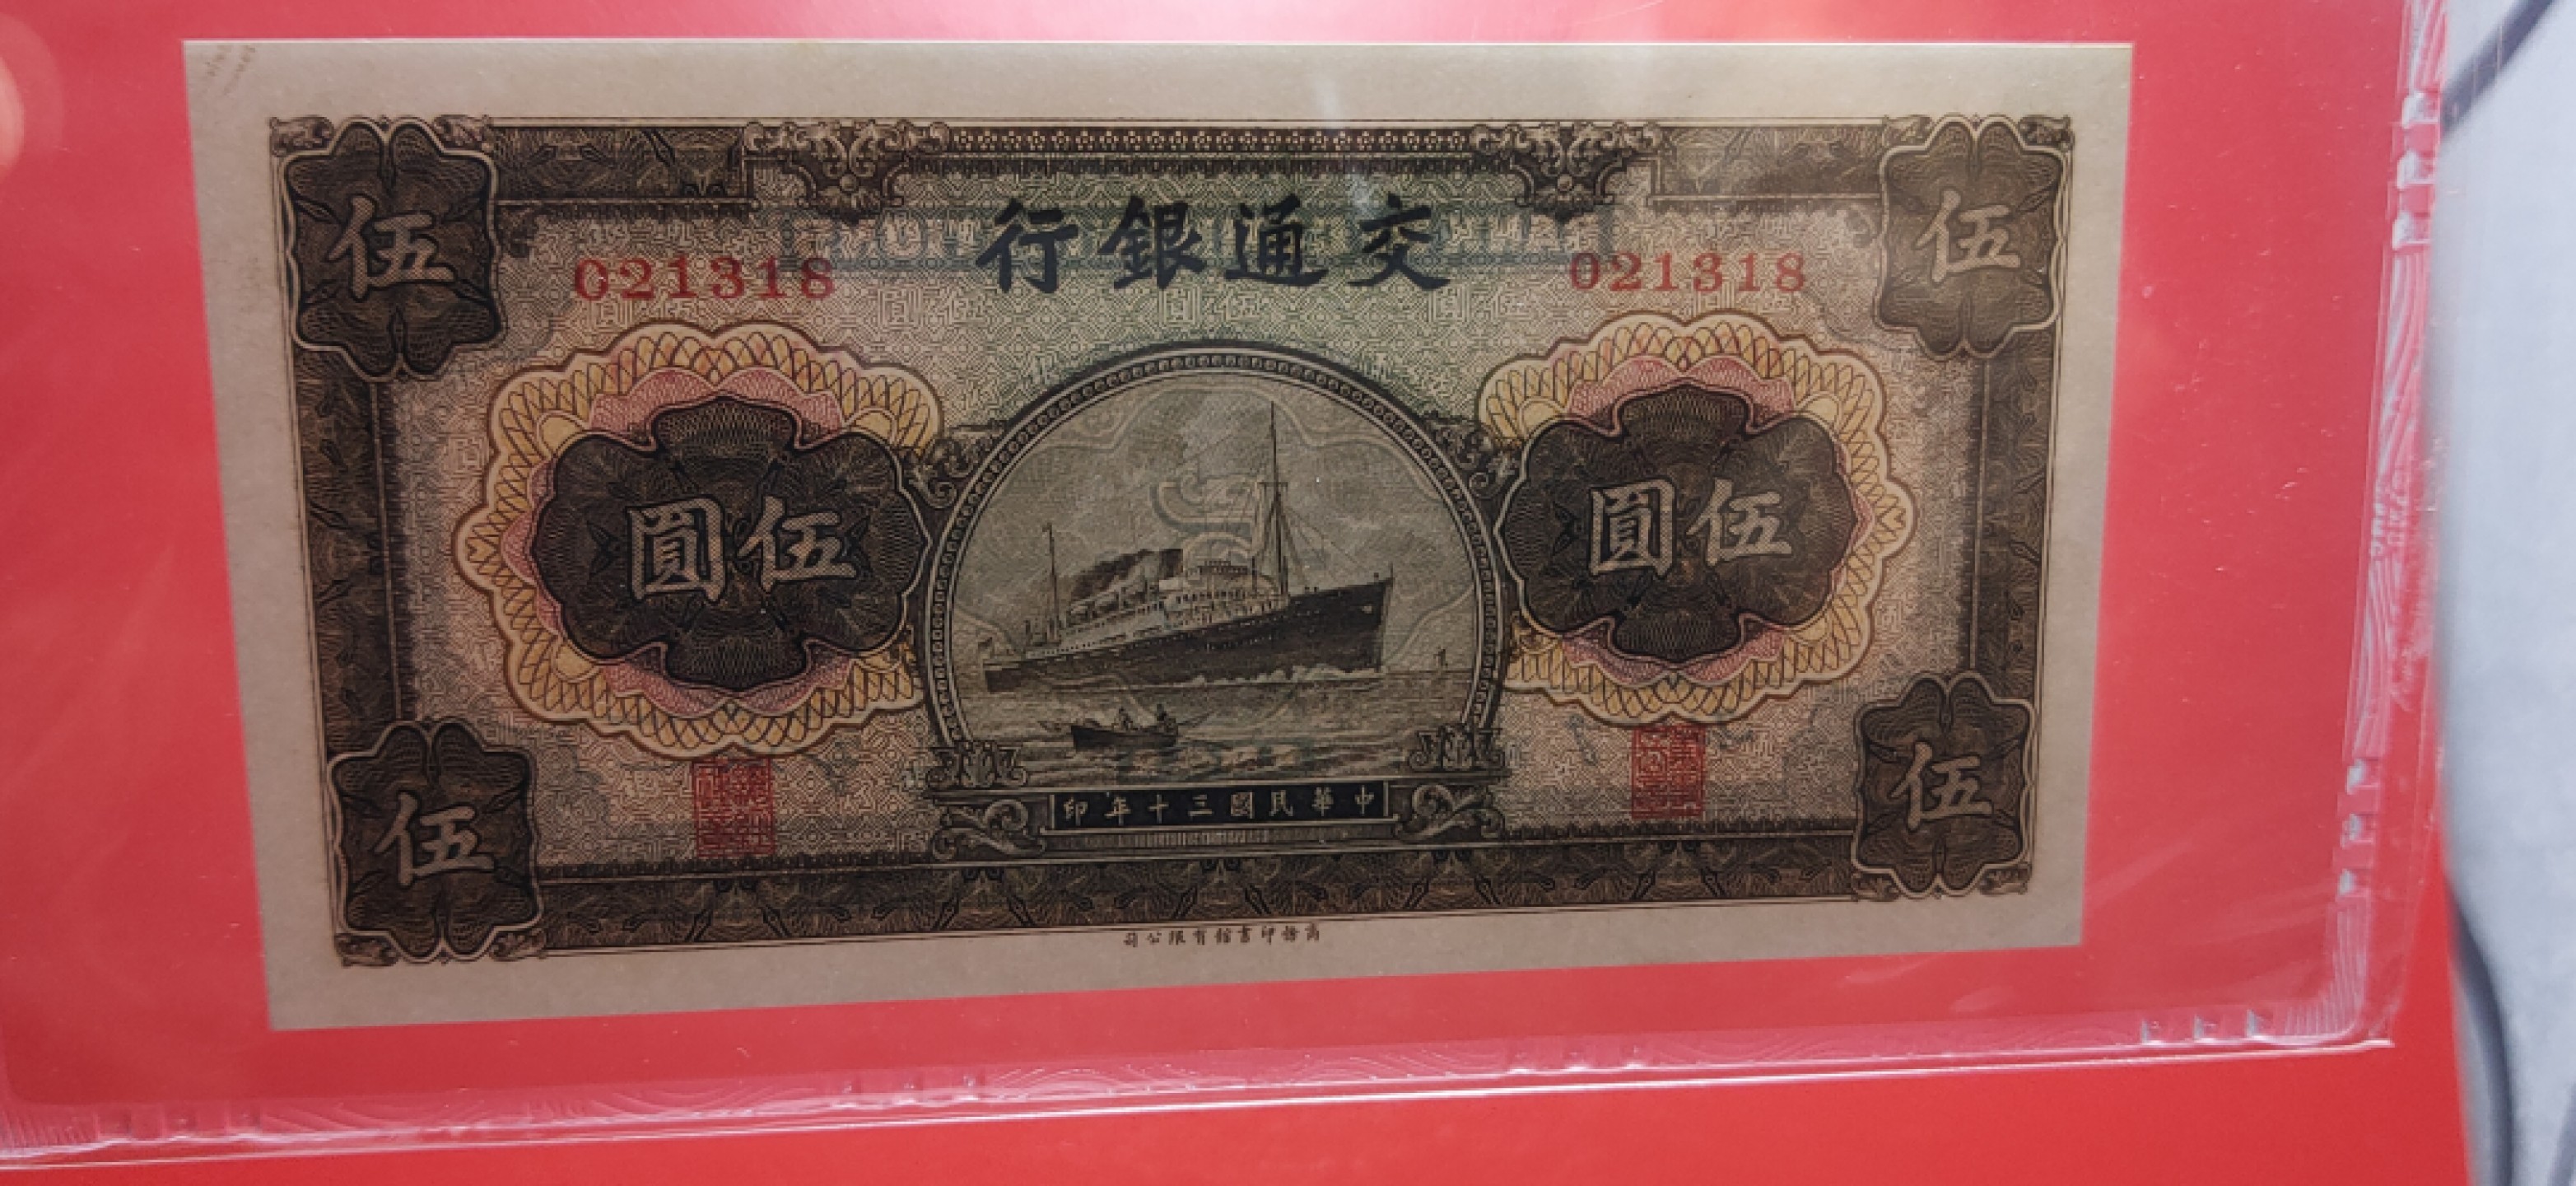 交通銀行
伍
伍
021318
021318
伍圓
伍圓
伍
伍
中華民國三十年印
商務印書館有限公司